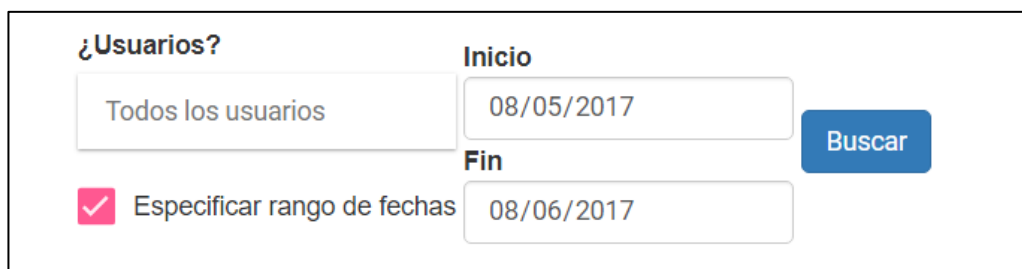 ¿Usuarios?
Todos los usuarios
Especificar rango de fechas
Inicio
08/05/2017
Fin
08/06/2017
Buscar